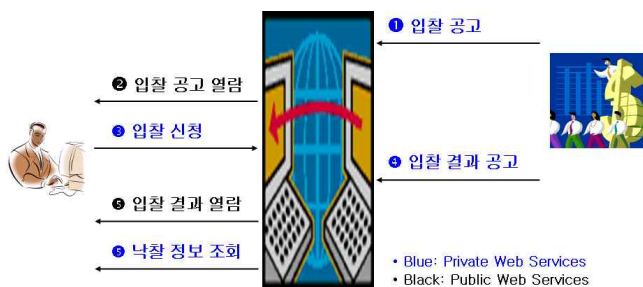 ❶ 입찰 공고
❷ 입찰 공고 열람
❸ 입찰 신청
❹ 입찰 결과 공고
❺ 입찰 결과 열람
❺ 낙찰 정보 조회
• Blue: Private Web Services
• Black: Public Web Services